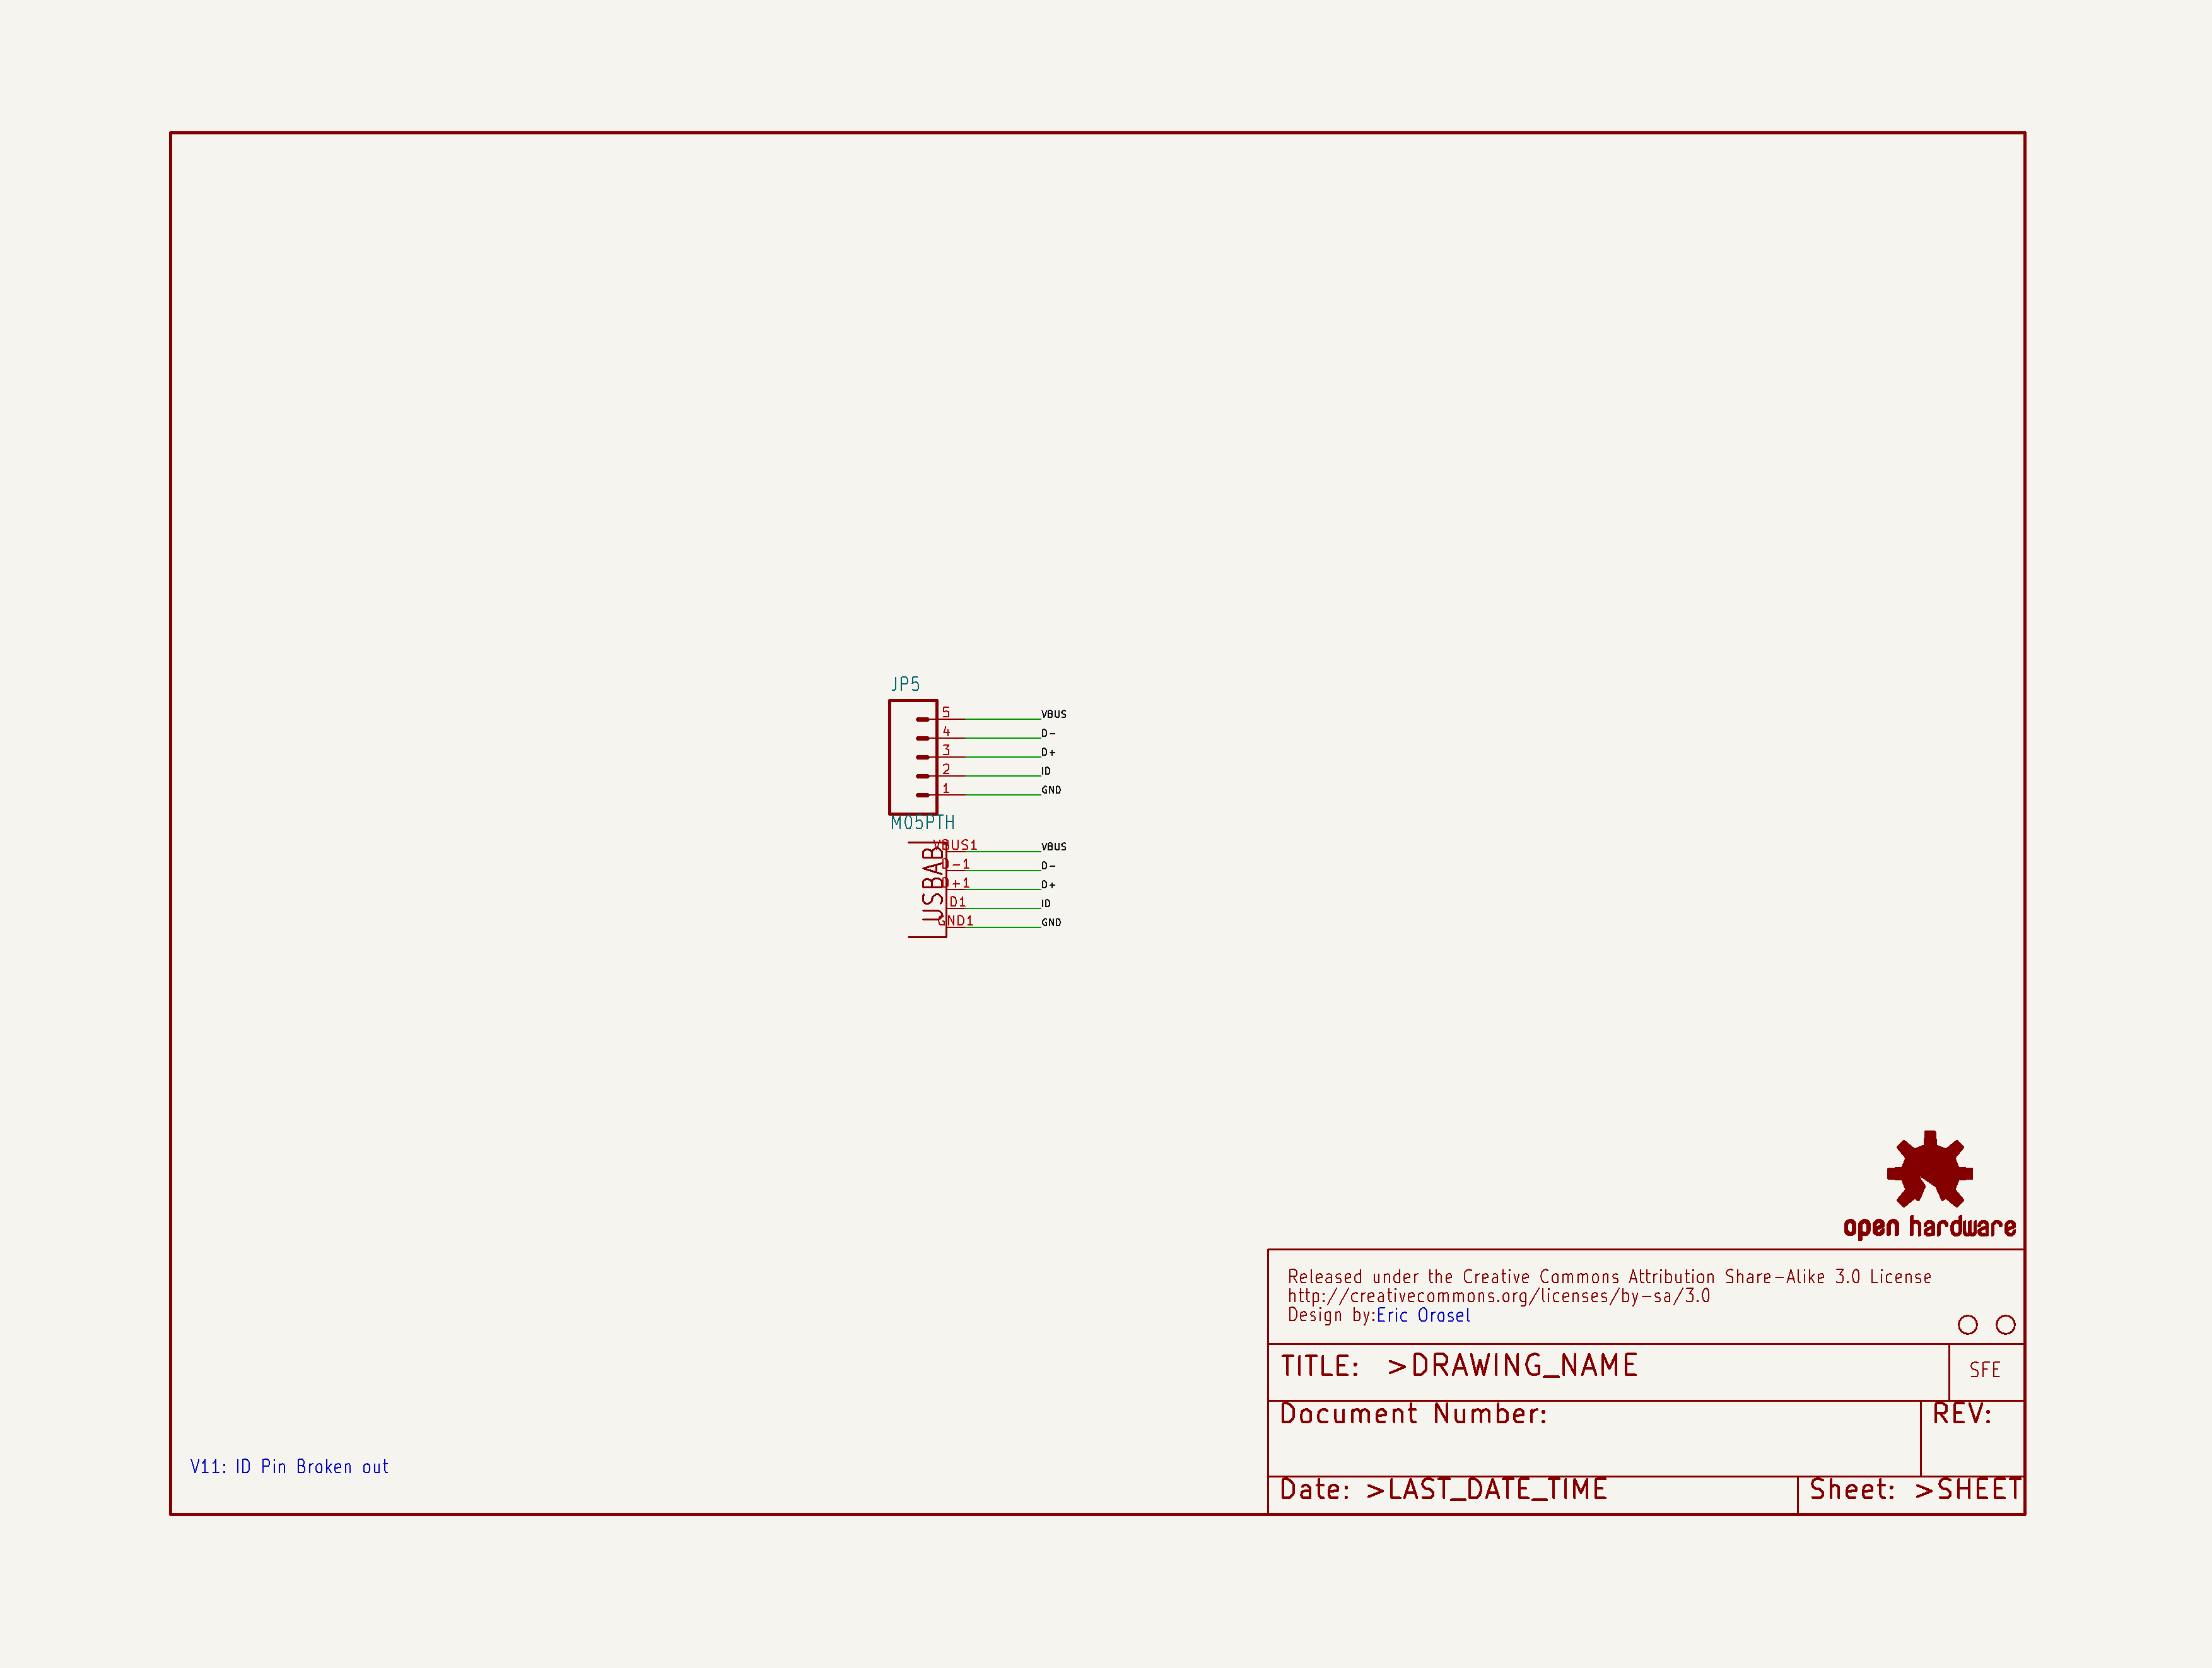 JP5
5 VBUS
4 D-
3 D+
2 ID
1 GND
M05PTH
USBAB
VBUS1 VBUS
D-1 D-
D+1 D+
D1 ID
GND1 GND
open hardware
Released under the Creative Commons Attribution Share-Alike 3.0 License
http://creativecommons.org/licenses/by-sa/3.0
Design by:Eric Orosel
TITLE: >DRAWING_NAME
SFE
Document Number:
REV:
V11: ID Pin Broken out
Date: >LAST_DATE_TIME
Sheet: >SHEET